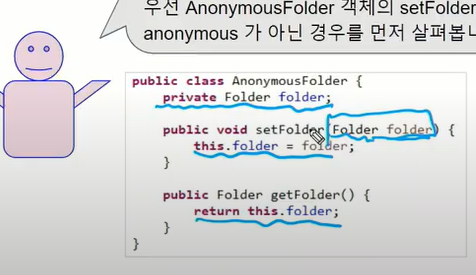 우선 AnonymousFolder 객체의 setFolder
anonymous 가 아닌 경우를 먼저 살펴봅니
public class AnonymousFolder {
private Folder folder;
public void setFolder(Folder folder) {
this.folder = folder;
}
public Folder getFolder() {
return this.folder;
}
}